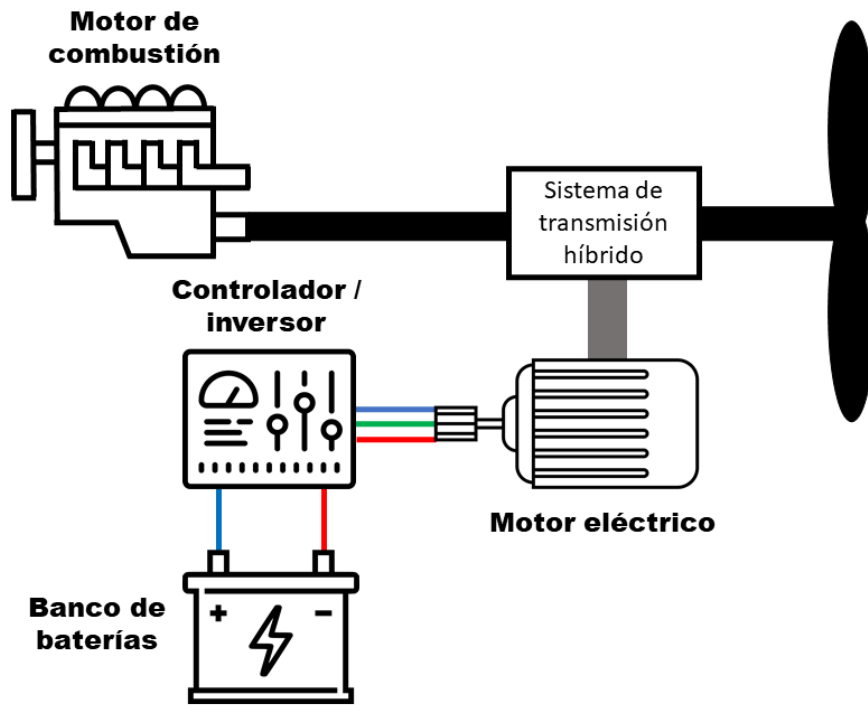 Motor de
combustión
Sistema de
transmisión
híbrido
Controlador /
inversor
Motor eléctrico
Banco de
baterías
+ −